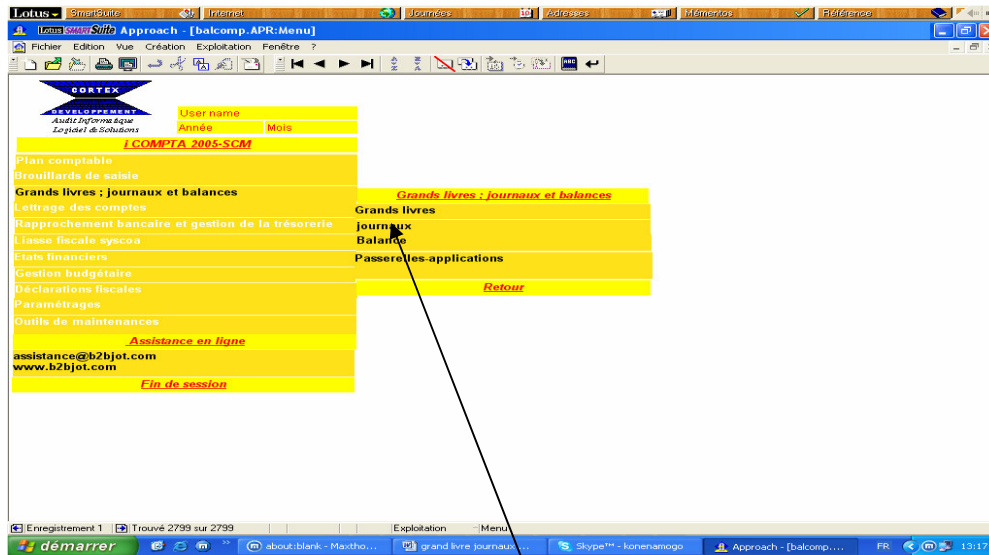 Lotus SmartSuite Internet Journées Adresses Mémentos Référence
Lotus SMARTSuite Approach - [balcomp.APR:Menu]
Fichier Edition Vue Création Exploitation Fenêtre ?
CORTEX
DEVELOPPEMENT
Audit Informatique
Logiciel & Solutions
User name
Année Mois
i COMPTA 2005-SCM
Plan comptable
Brouillards de saisie
Grands livres ; journaux et balances
Lettrage des comptes
Rapprochement bancaire et gestion de la trésorerie
Liasse fiscale syscoa
Etats financiers
Gestion budgétaire
Déclarations fiscales
Paramétrages
Outils de maintenances
Assistance en ligne
assistance@b2bjot.com
www.b2bjot.com
Fin de session
Grands livres ; journaux et balances
Grands livres
journaux
Balance
Passerelles-applications
Retour
Enregistrement 1 Trouvé 2799 sur 2799 Exploitation Menu
démarrer about:blank - Maxtho... grand livre journaux ... Skype™ - konenamogo Approach - [balcomp.... FR 13:17